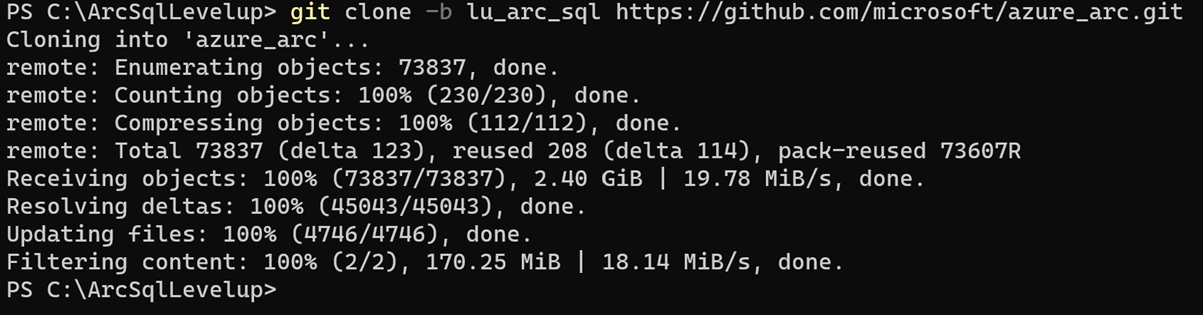 PS C:\ArcSqlLevelup> git clone -b lu_arc_sql https://github.com/microsoft/azure_arc.git
Cloning into 'azure_arc'...
remote: Enumerating objects: 73837, done.
remote: Counting objects: 100% (230/230), done.
remote: Compressing objects: 100% (112/112), done.
remote: Total 73837 (delta 123), reused 208 (delta 114), pack-reused 73607R
Receiving objects: 100% (73837/73837), 2.40 GiB | 19.78 MiB/s, done.
Resolving deltas: 100% (45043/45043), done.
Updating files: 100% (4746/4746), done.
Filtering content: 100% (2/2), 170.25 MiB | 18.14 MiB/s, done.
PS C:\ArcSqlLevelup>